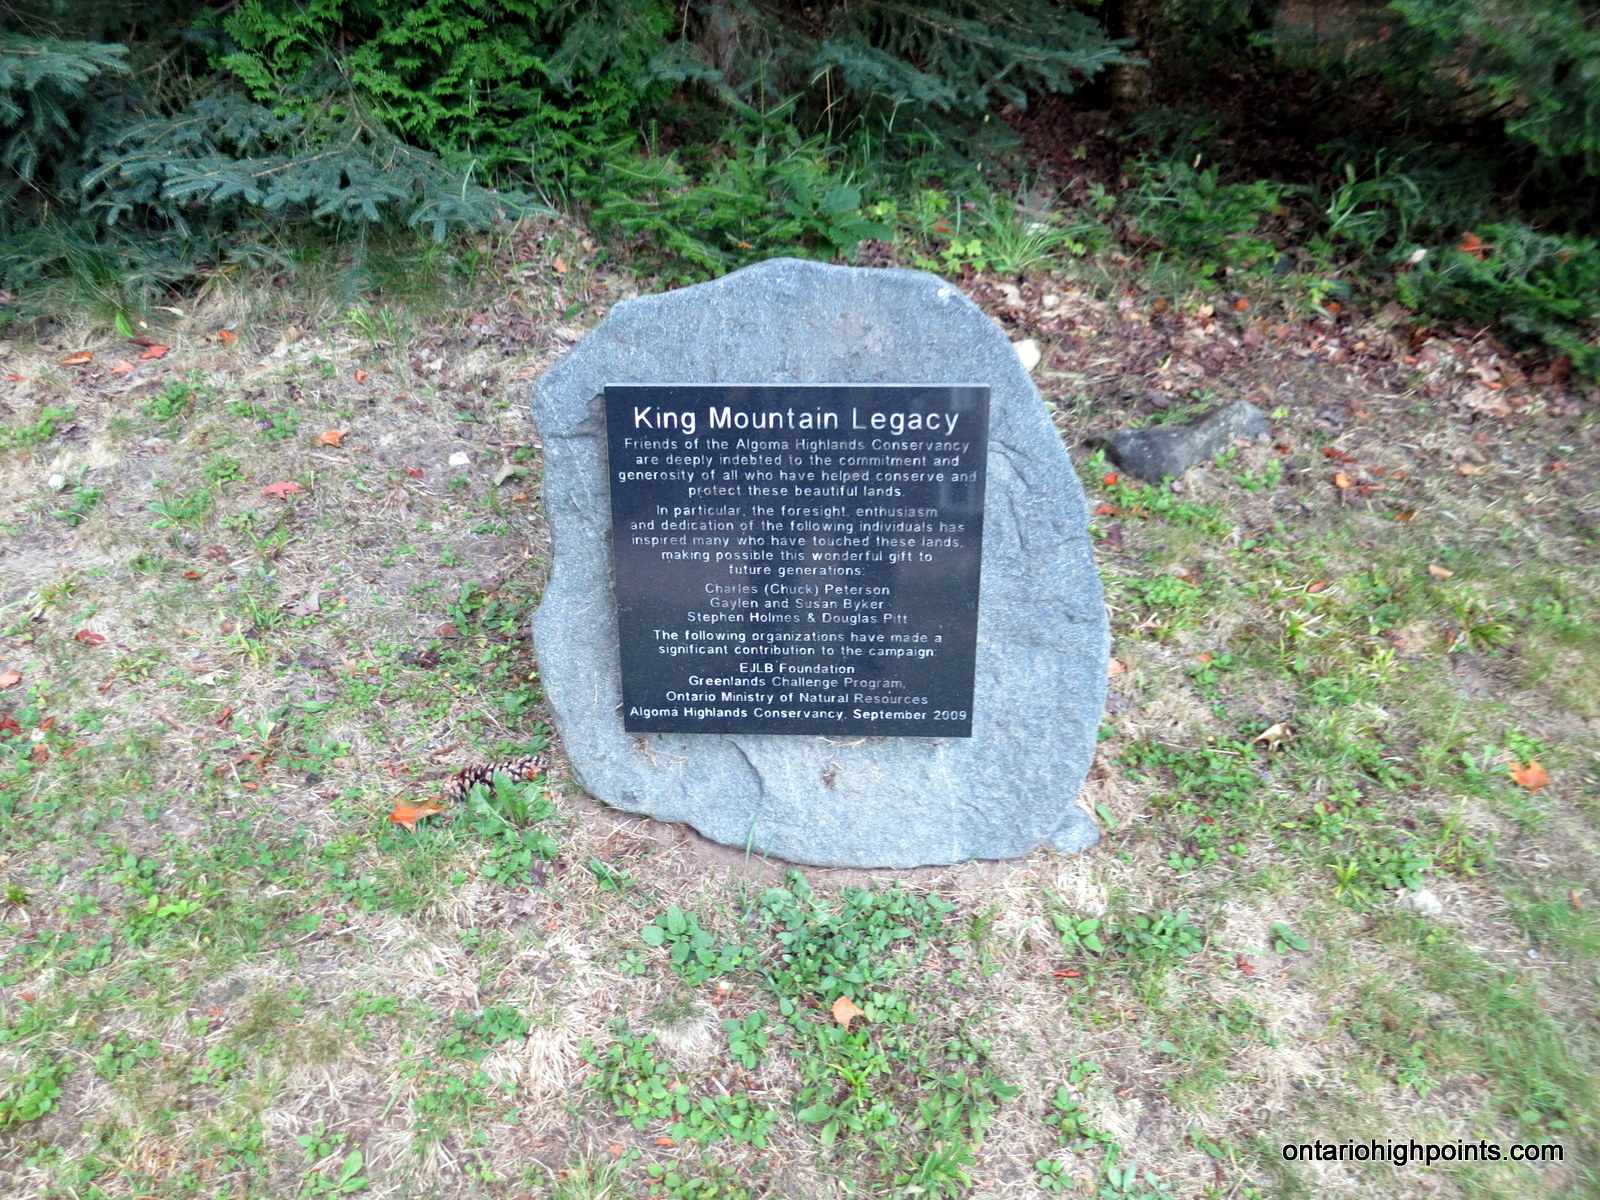 King Mountain Legacy
Friends of the Algoma Highlands Conservancy
are deeply indebted to the commitment and
generosity of all who have helped conserve and
protect these beautiful lands.
In particular, the foresight, enthusiasm
and dedication of the following individuals has
inspired many who have touched these lands,
making possible this wonderful gift to
future generations:
Charles (Chuck) Peterson
Gaylen and Susan Byker
Stephen Holmes & Douglas Pitt
The following organizations have made a
significant contribution to the campaign:
EJLB Foundation
Greenlands Challenge Program,
Ontario Ministry of Natural Resources
Algoma Highlands Conservancy, September 2009
ontariohighpoints.com